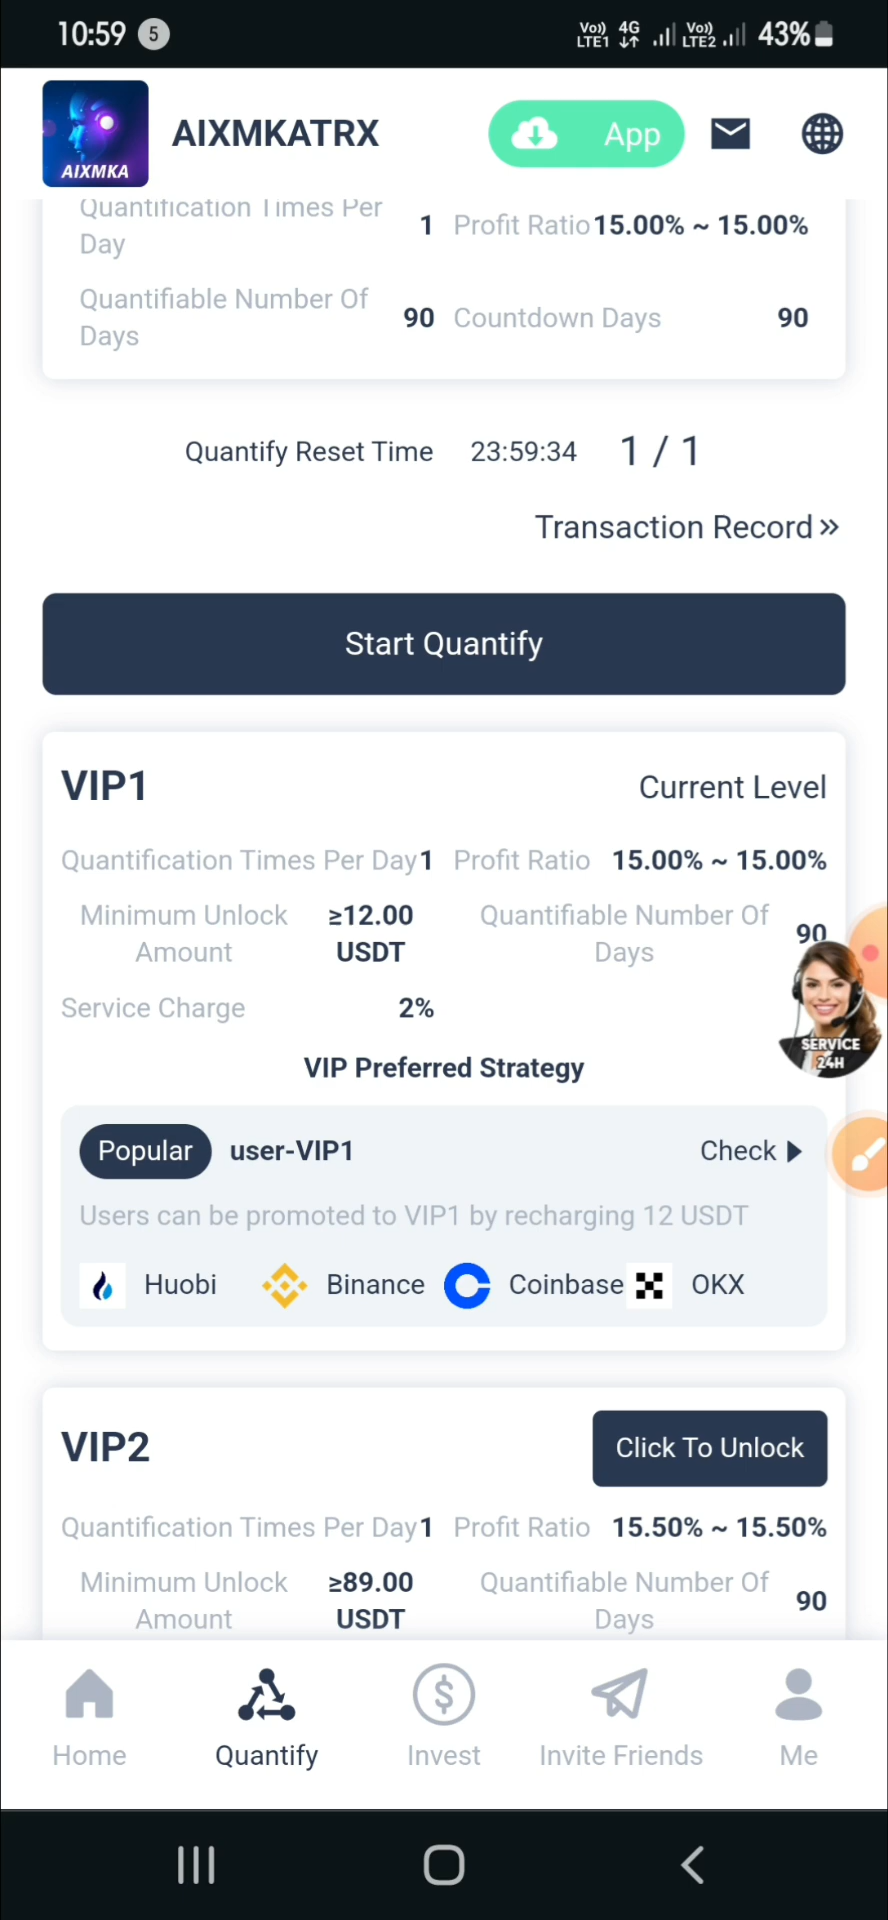 10:59 5 Vo)) LTE1 4G Vo)) LTE2 43%
AIXMKA
AIXMKATRX
App
Quantification Times Per Day 1 Profit Ratio 15.00% ~ 15.00%
Quantifiable Number Of Days 90 Countdown Days 90
Quantify Reset Time 23:59:34 1 / 1
Transaction Record »
Start Quantify
VIP1 Current Level
Quantification Times Per Day 1 Profit Ratio 15.00% ~ 15.00%
Minimum Unlock Amount ≥12.00 USDT Quantifiable Number Of Days 90
Service Charge 2%
SERVICE
24H
VIP Preferred Strategy
Popular user-VIP1 Check
Users can be promoted to VIP1 by recharging 12 USDT
Huobi Binance Coinbase OKX
VIP2 Click To Unlock
Quantification Times Per Day 1 Profit Ratio 15.50% ~ 15.50%
Minimum Unlock Amount ≥89.00 USDT Quantifiable Number Of Days 90
Home Quantify Invest Invite Friends Me